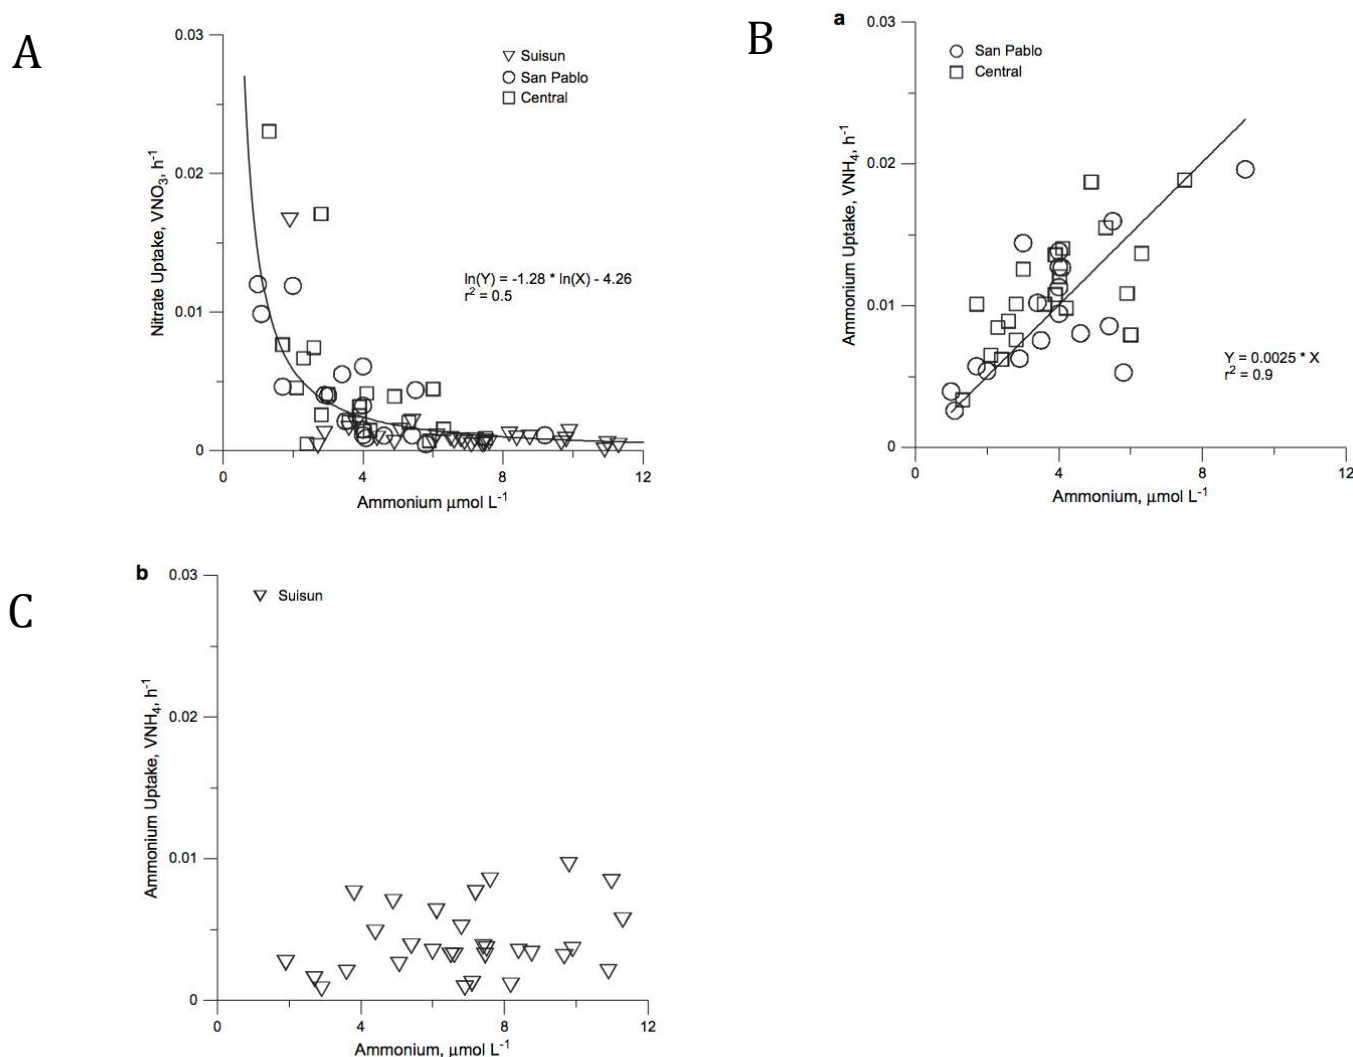 A
0.03
0.02
0.01
0
Nitrate Uptake, VNO3, h-1
Suisun
San Pablo
Central
ln(Y) = -1.28 * ln(X) - 4.26
r2 = 0.5
0 4 8 12
Ammonium μmol L-1
B
a
0.03
0.02
0.01
0
Ammonium Uptake, VNH4, h-1
San Pablo
Central
Y = 0.0025 * X
r2 = 0.9
0 4 8 12
Ammonium, μmol L-1
C
b
0.03
0.02
0.01
0
Ammonium Uptake, VNH4, h-1
Suisun
0 4 8 12
Ammonium, μmol L-1